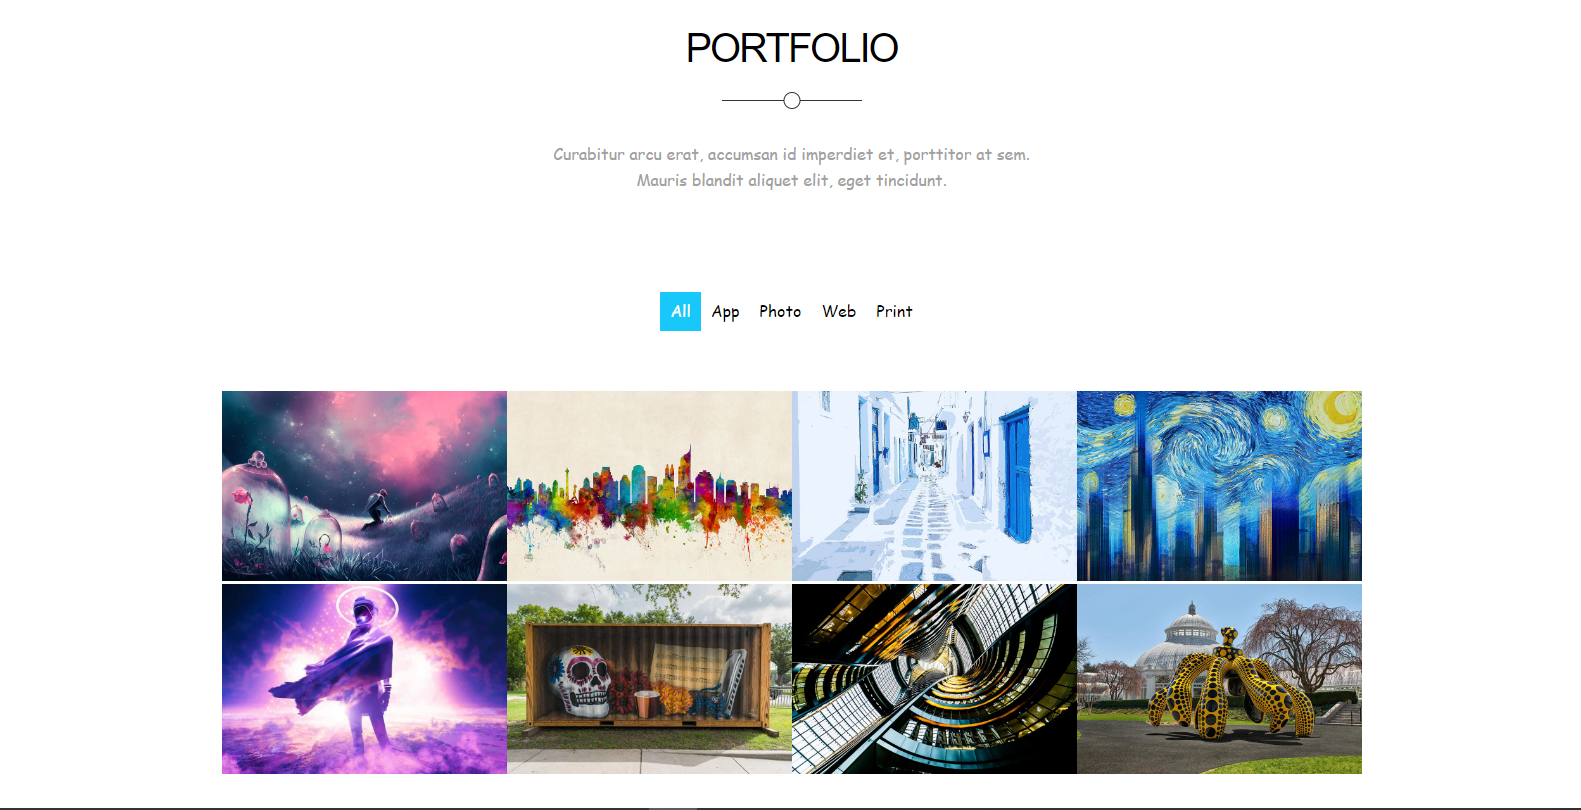 PORTFOLIO
Curabitur arcu erat, accumsan id imperdiet et, porttitor at sem.
Mauris blandit aliquet elit, eget tincidunt.
All App Photo Web Print